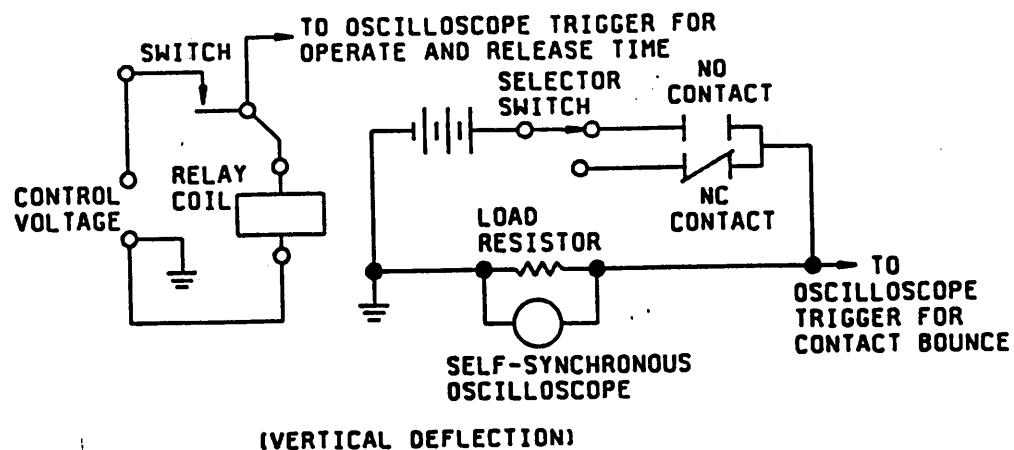 TO OSCILLOSCOPE TRIGGER FOR
OPERATE AND RELEASE TIME
SWITCH
SELECTOR
SWITCH
NO
CONTACT
CONTROL
VOLTAGE
RELAY
COIL
NC
CONTACT
LOAD
RESISTOR
TO
OSCILLOSCOPE
TRIGGER FOR
CONTACT BOUNCE
SELF-SYNCHRONOUS
OSCILLOSCOPE
(VERTICAL DEFLECTION)